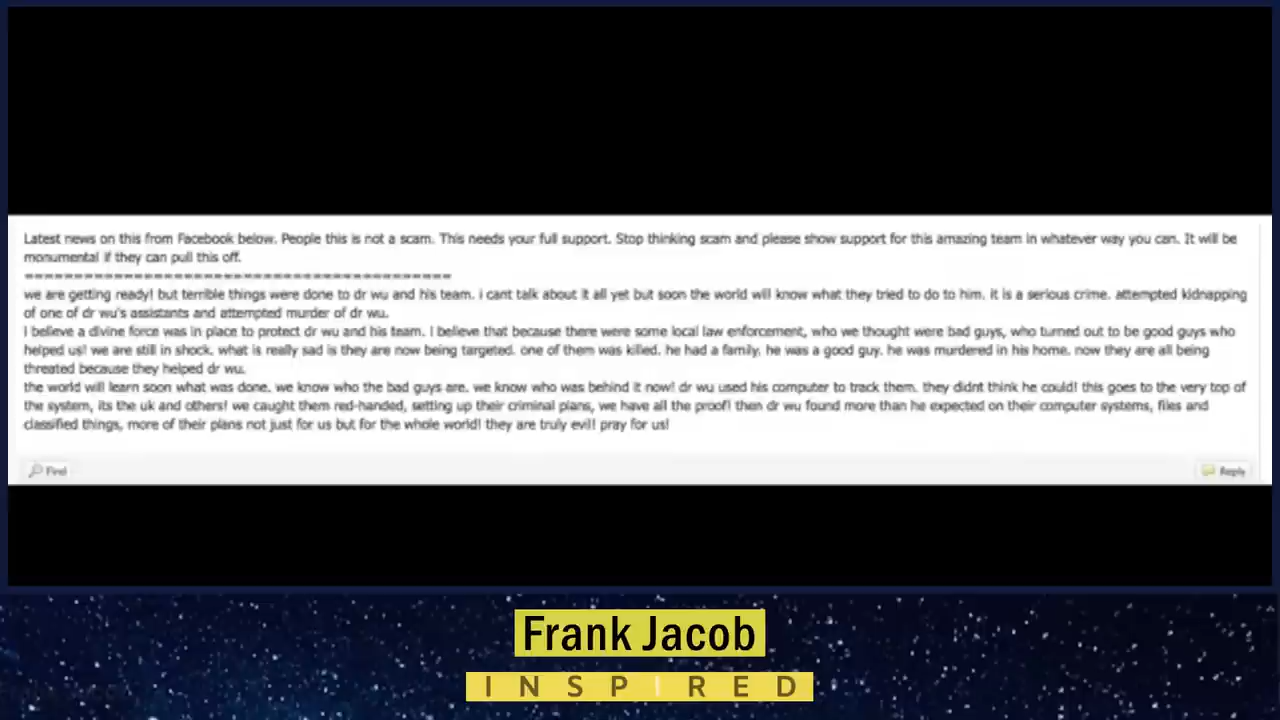 Latest news on this from Facebook below. People this is not a scam. This needs your full support. Stop thinking scam and please show support for this amazing team in whatever way you can. It will be
monumental if they can pull this off.
===========================================
we are getting ready! but terrible things were done to dr wu and his team. i cant talk about it all yet but soon the world will know what they tried to do to him. it is a serious crime. attempted kidnapping
of one of dr wu's assistants and attempted murder of dr wu.
I believe a divine force was in place to protect dr wu and his team. I believe that because there were some local law enforcement, who we thought were bad guys, who turned out to be good guys who
helped us! we are still in shock. what is really sad is they are now being targeted. one of them was killed. he had a family. he was a good guy. he was murdered in his home. now they are all being
threated because they helped dr wu.
the world will learn soon what was done. we know who the bad guys are. we know who was behind it now! dr wu used his computer to track them. they didnt think he could! this goes to the very top of
the system, its the uk and others! we caught them red-handed, setting up their criminal plans, we have all the proof! then dr wu found more than he expected on their computer systems, files and
classified things, more of their plans not just for us but for the whole world! they are truly evil! pray for us!
Find
Reply
Frank Jacob
INSPIRED